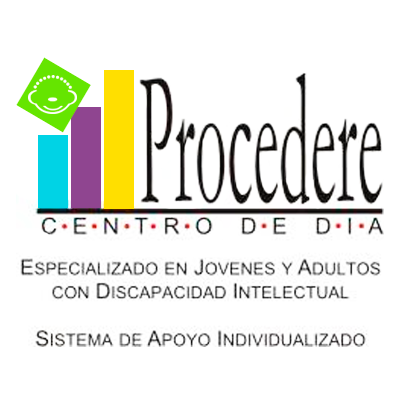 Procedere
C·E·N·T·R·O DE D·I·A
ESPECIALIZADO EN JOVENES Y ADULTOS
CON DISCAPACIDAD INTELECTUAL
SISTEMA DE APOYO INDIVIDUALIZADO